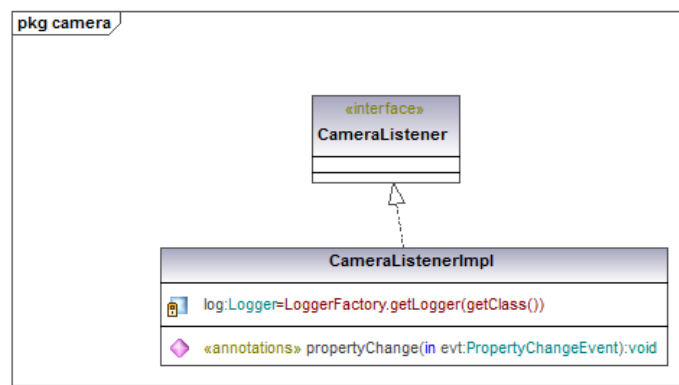 pkg camera
«interface»
CameraListener
CameraListenerImpl
log:Logger=LoggerFactory.getLogger(getClass())
«annotations» propertyChange(in evt:PropertyChangeEvent):void